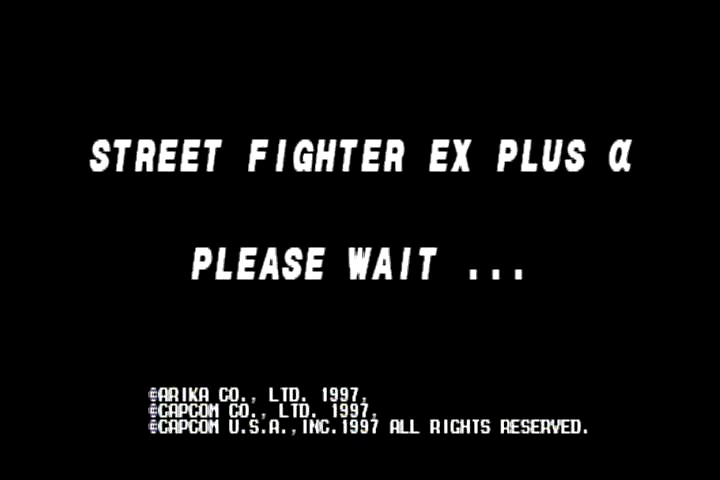 STREET FIGHTER EX PLUS α
PLEASE WAIT ...
©ARIKA CO., LTD. 1997,
©CAPCOM CO., LTD. 1997,
©CAPCOM U.S.A.,INC.1997 ALL RIGHTS RESERVED.